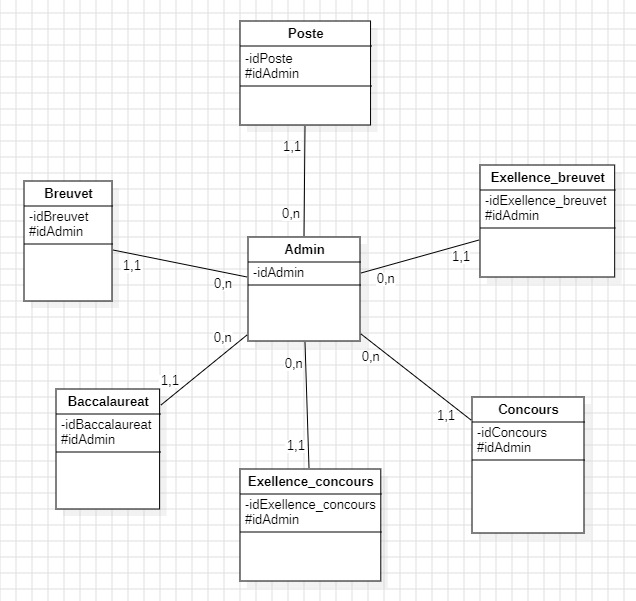 Poste
-idPoste
#idAdmin
1,1
0,n
Breuvet
-idBreuvet
#idAdmin
1,1
0,n
Exellence_breuvet
-idExellence_breuvet
#idAdmin
1,1
0,n
Admin
-idAdmin
0,n
1,1
Baccalaureat
-idBaccalaureat
#idAdmin
0,n
1,1
Exellence_concours
-idExellence_concours
#idAdmin
0,n
1,1
Concours
-idConcours
#idAdmin